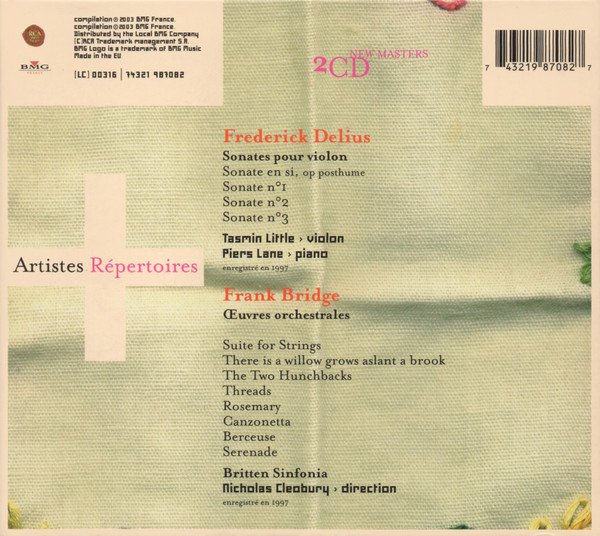 RCA
compilation ℗ 2003 BMG France.
compilation © 2003 BMG France.
Distributed by the Local BMG Company
(C)RCA Trademark management S.A.
BMG Logo is a trademark of BMG Music
Made in the EU
BMG
FRANCE
(LC) 00316 | 74321 987082
NEW MASTERS
2CD
7 43219 87082 7
Frederick Delius
Sonates pour violon
Sonate en si, op posthume
Sonate n°1
Sonate n°2
Sonate n°3
Tasmin Little › violon
Piers Lane › piano
enregistré en 1997
Artistes Répertoires
Frank Bridge
Œuvres orchestrales
Suite for Strings
There is a willow grows aslant a brook
The Two Hunchbacks
Threads
Rosemary
Canzonetta
Berceuse
Serenade
Britten Sinfonia
Nicholas Cleobury › direction
enregistré en 1997